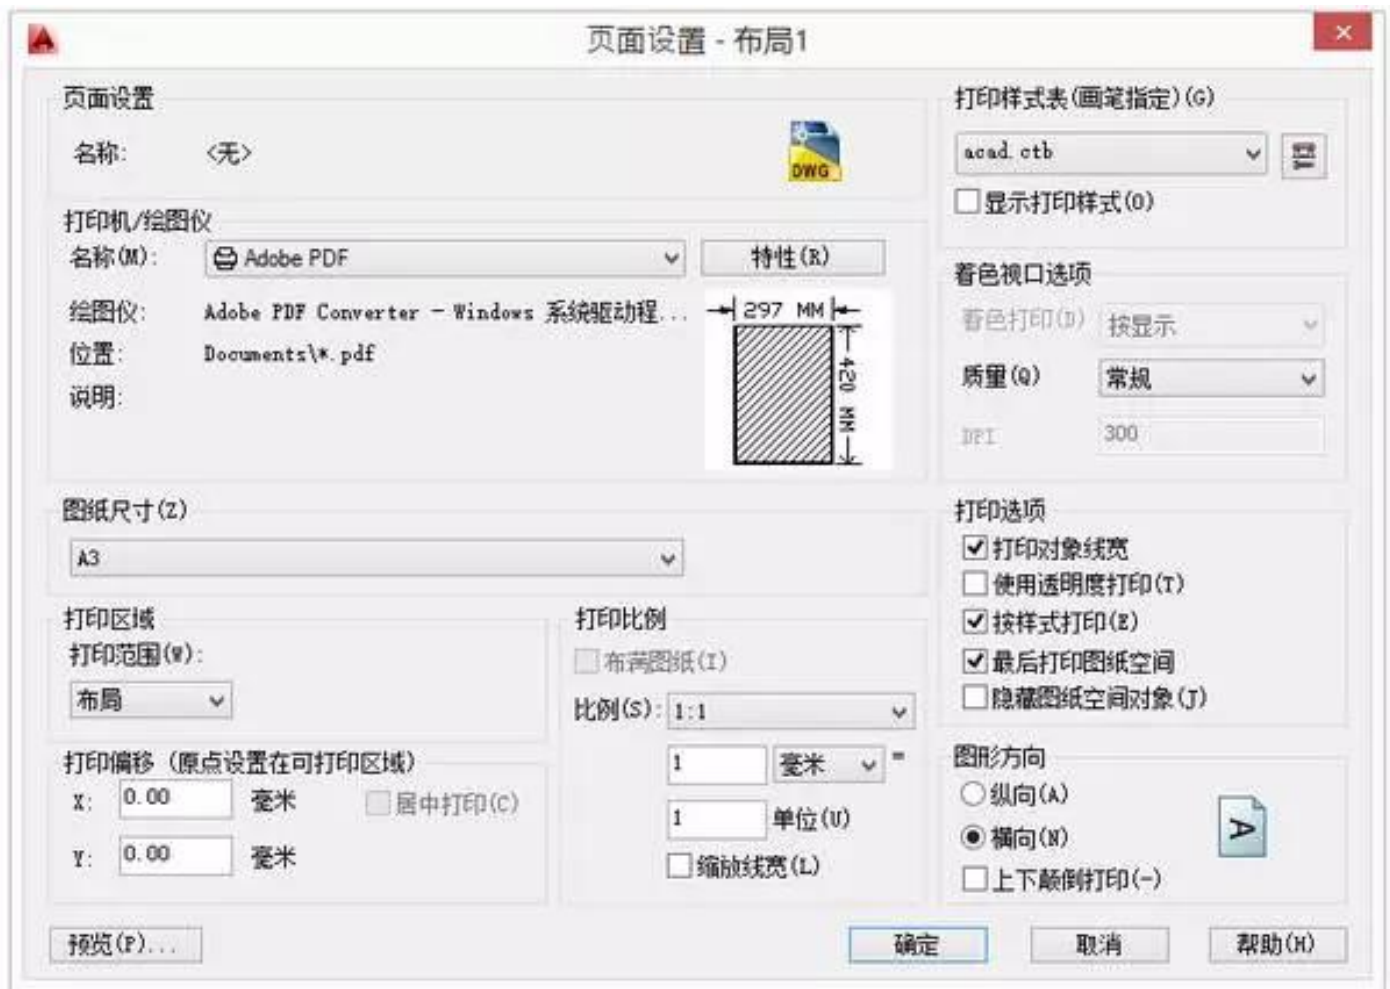 页面设置 - 布局1
页面设置
名称: <无>
DWG
打印机/绘图仪
名称(M): Adobe PDF 特性(R)
绘图仪: Adobe PDF Converter - Windows 系统驱动程...
位置: Documents\*.pdf
说明:
297 MM
420 MM
图纸尺寸(Z)
A3
打印区域
打印范围(W):
布局
打印偏移 (原点设置在可打印区域)
X: 0.00 毫米 居中打印(C)
Y: 0.00 毫米
打印比例
布满图纸(I)
比例(S): 1:1
1 毫米 =
1 单位(U)
缩放线宽(L)
打印样式表(画笔指定)(G)
acad.ctb
显示打印样式(O)
着色视口选项
着色打印(D) 按显示
质量(Q) 常规
DPI 300
打印选项
打印对象线宽
使用透明度打印(T)
按样式打印(E)
最后打印图纸空间
隐藏图纸空间对象(J)
图形方向
纵向(A)
横向(N)
上下颠倒打印(-)
A
预览(P)... 确定 取消 帮助(H)